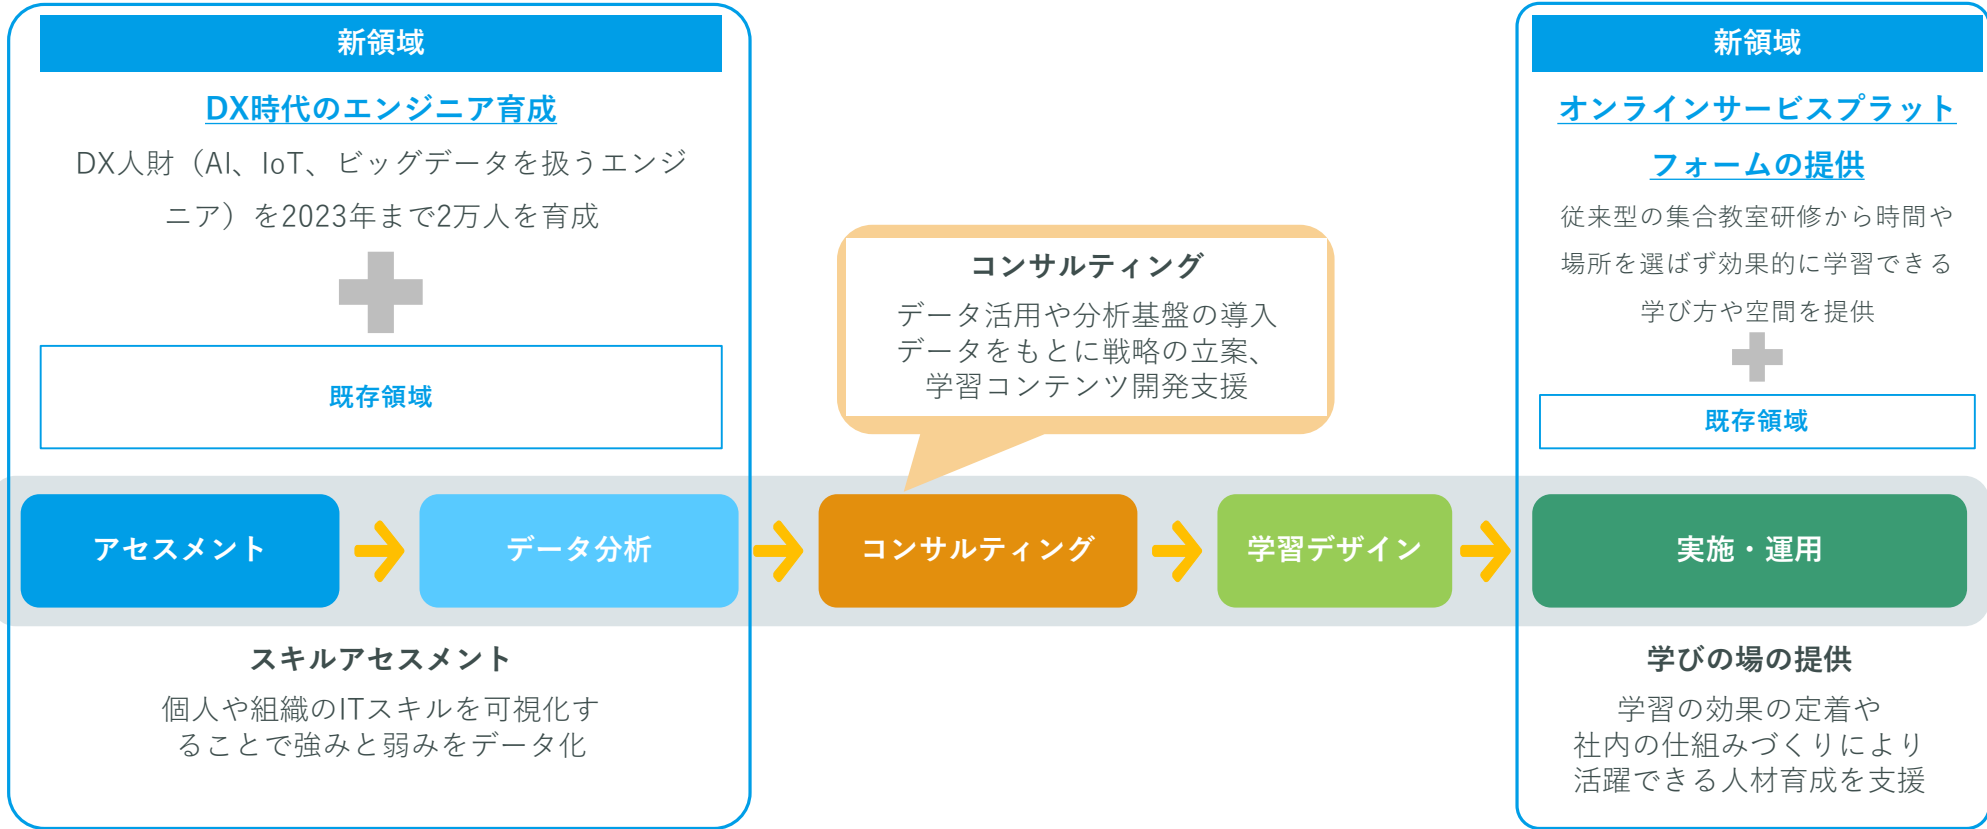 新領域
DX時代のエンジニア育成
DX人財（AI、IoT、ビッグデータを扱うエンジ
ニア）を2023年まで2万人を育成
既存領域
コンサルティング
データ活用や分析基盤の導入
データをもとに戦略の立案、
学習コンテンツ開発支援
新領域
オンラインサービスプラット
フォームの提供
従来型の集合教室研修から時間や
場所を選ばず効果的に学習できる
学び方や空間を提供
既存領域
アセスメント
データ分析
コンサルティング
学習デザイン
実施・運用
スキルアセスメント
個人や組織のITスキルを可視化す
ることで強みと弱みをデータ化
学びの場の提供
学習の効果の定着や
社内の仕組みづくりにより
活躍できる人材育成を支援